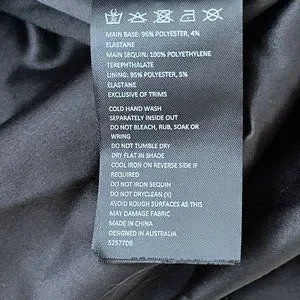 MAIN BASE: 96% POLYESTER, 4%
ELASTANE
MAIN SEQUIN: 100% POLYETHYLENE
TEREPHTHALATE
LINING: 95% POLYESTER, 5%
ELASTANE
EXCLUSIVE OF TRIMS
COLD HAND WASH
SEPARATELY INSIDE OUT
DO NOT BLEACH, RUB, SOAK OR
WRING
DO NOT TUMBLE DRY
DRY FLAT IN SHADE
COOL IRON ON REVERSE SIDE IF
REQUIRED
DO NOT IRON SEQUIN
DO NOT DRYCLEAN (X)
AVOID ROUGH SURFACES AS THIS
MAY DAMAGE FABRIC
MADE IN CHINA
DESIGNED IN AUSTRALIA
S2577DB